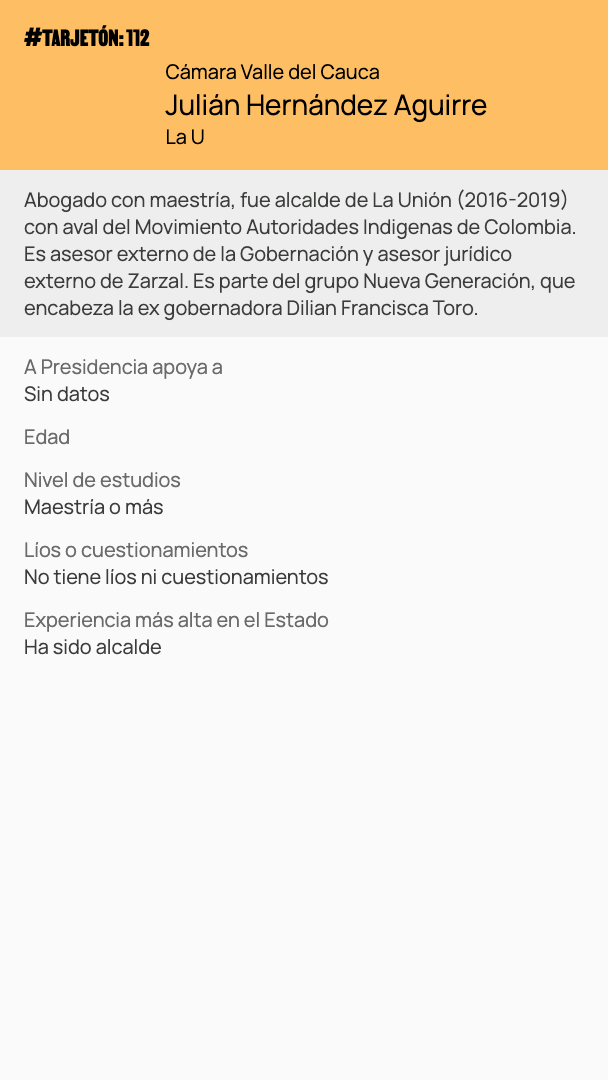 #TARJETÓN: 112
Cámara Valle del Cauca
Julián Hernández Aguirre
La U
Abogado con maestría, fue alcalde de La Unión (2016-2019)
con aval del Movimiento Autoridades Indigenas de Colombia.
Es asesor externo de la Gobernación y asesor jurídico
externo de Zarzal. Es parte del grupo Nueva Generación, que
encabeza la ex gobernadora Dilian Francisca Toro.
A Presidencia apoya a
Sin datos
Edad
Nivel de estudios
Maestría o más
Líos o cuestionamientos
No tiene líos ni cuestionamientos
Experiencia más alta en el Estado
Ha sido alcalde